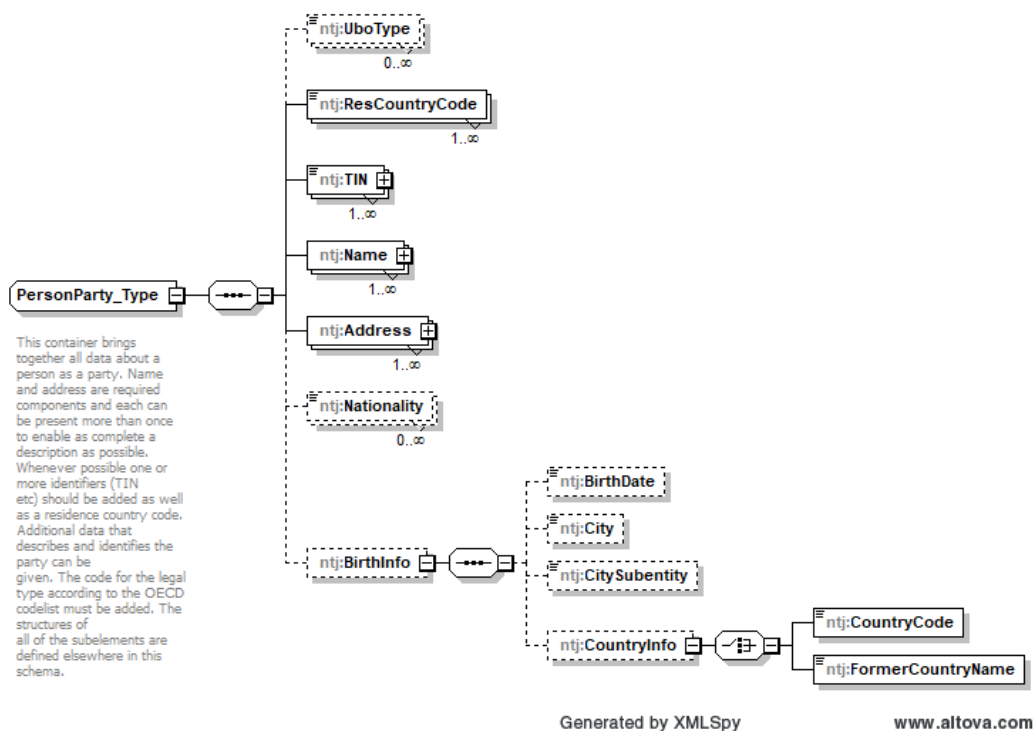 ntj:UboType
0..∞
ntj:ResCountryCode
1..∞
ntj:TIN
1..∞
ntj:Name
1..∞
PersonParty_Type
ntj:Address
1..∞
This container brings
together all data about a
person as a party. Name
and address are required
components and each can
be present more than once
to enable as complete a
description as possible.
Whenever possible one or
more identifiers (TIN
etc) should be added as well
as a residence country code.
Additional data that
describes and identifies the
party can be
given. The code for the legal
type according to the OECD
codelist must be added. The
structures of
all of the subelements are
defined elsewhere in this
schema.
ntj:Nationality
0..∞
ntj:BirthInfo
ntj:BirthDate
ntj:City
ntj:CitySubentity
ntj:CountryInfo
ntj:CountryCode
ntj:FormerCountryName
Generated by XMLSpy
www.altova.com